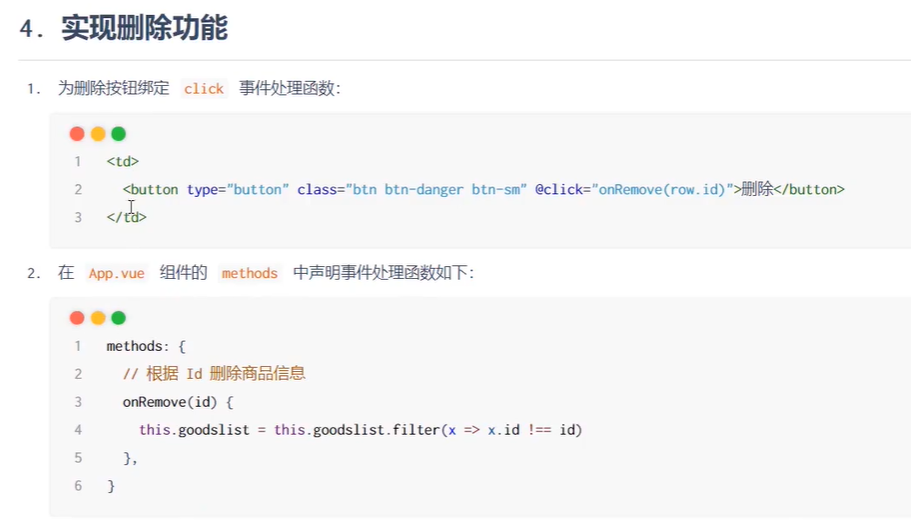 4. 实现删除功能
1. 为删除按钮绑定 click 事件处理函数：
1 <td>
2 <button type="button" class="btn btn-danger btn-sm" @click="onRemove(row.id)">删除</button>
3 </td>
2. 在 App.vue 组件的 methods 中声明事件处理函数如下：
1 methods: {
2 // 根据 Id 删除商品信息
3 onRemove(id) {
4 this.goodslist = this.goodslist.filter(x => x.id !== id)
5 },
6 }